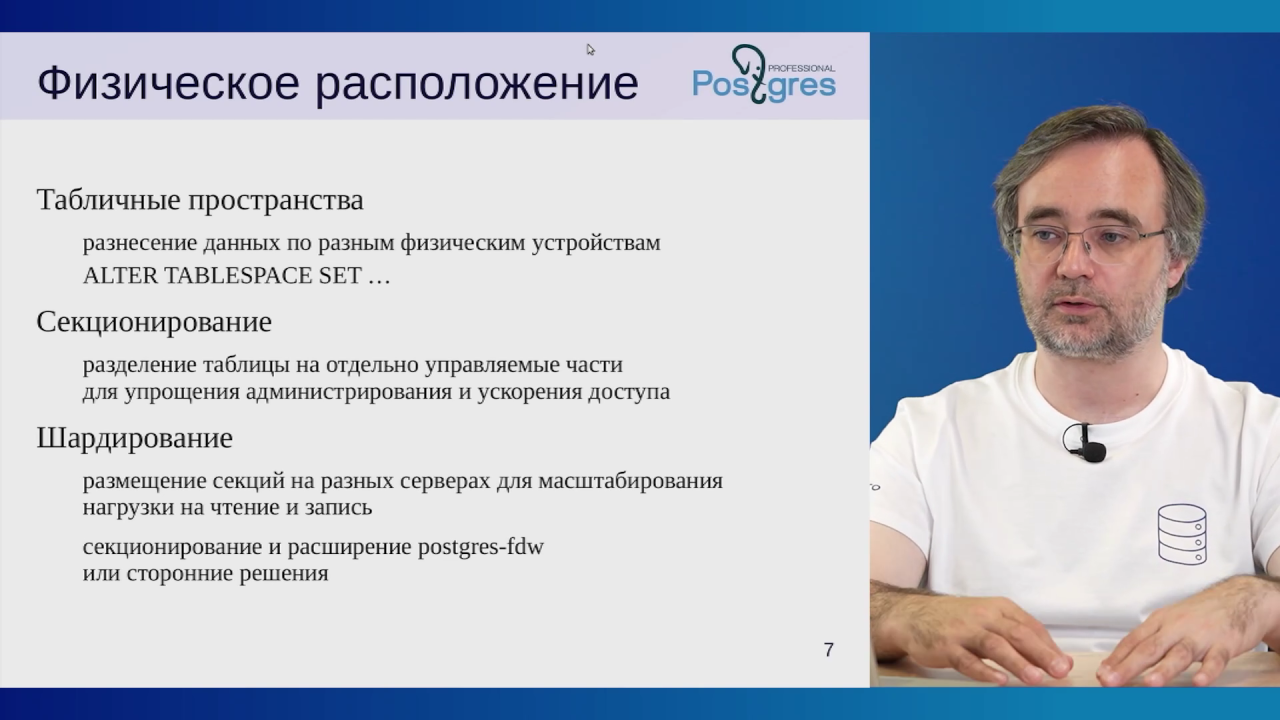 Физическое расположение
PROFESSIONAL
Postgres
Табличные пространства
разнесение данных по разным физическим устройствам
ALTER TABLESPACE SET …
Секционирование
разделение таблицы на отдельно управляемые части
для упрощения администрирования и ускорения доступа
Шардирование
размещение секций на разных серверах для масштабирования
нагрузки на чтение и запись
секционирование и расширение postgres-fdw
или сторонние решения
7